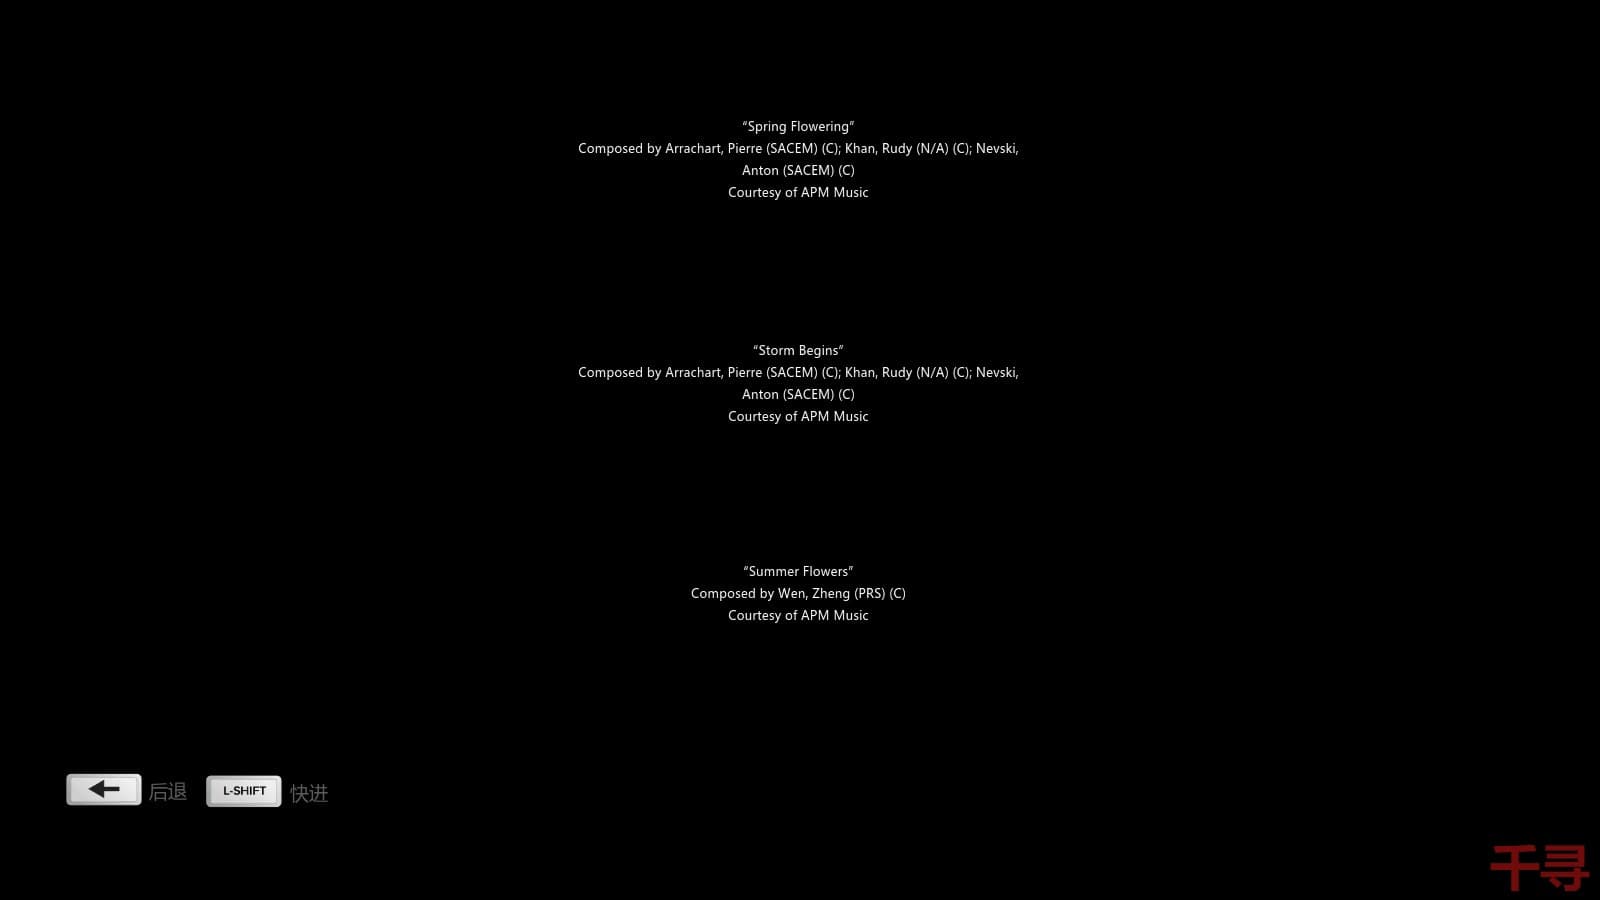 “Spring Flowering”
Composed by Arrachart, Pierre (SACEM) (C); Khan, Rudy (N/A) (C); Nevski,
Anton (SACEM) (C)
Courtesy of APM Music
“Storm Begins”
Composed by Arrachart, Pierre (SACEM) (C); Khan, Rudy (N/A) (C); Nevski,
Anton (SACEM) (C)
Courtesy of APM Music
“Summer Flowers”
Composed by Wen, Zheng (PRS) (C)
Courtesy of APM Music
后退 L-SHIFT 快进
千寻